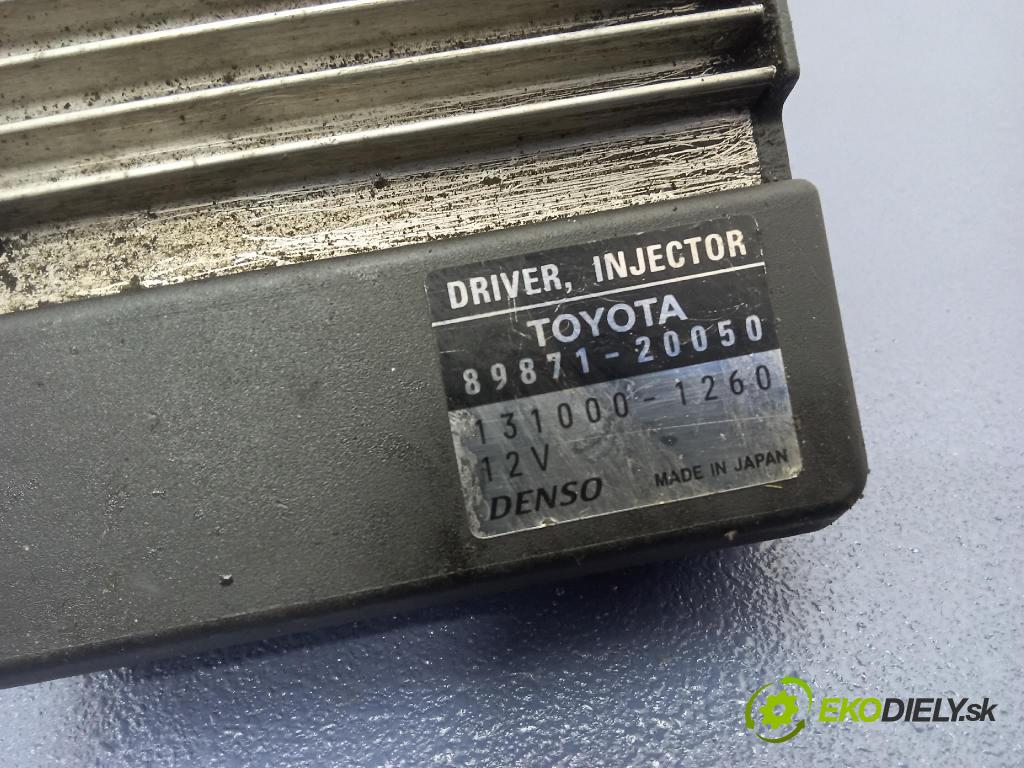 DRIVER, INJECTOR
TOYOTA
89871-20050
131000-1260
12V
DENSO MADE IN JAPAN
EKODIELY.sk